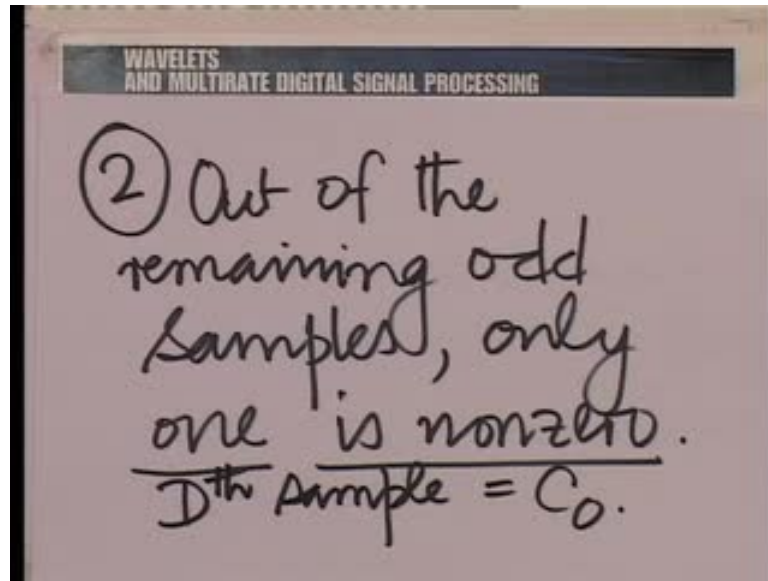 WAVELETS
AND MULTIRATE DIGITAL SIGNAL PROCESSING
② Out of the
remaining odd
samples, only
one is nonzero.
Dth sample = C₀.